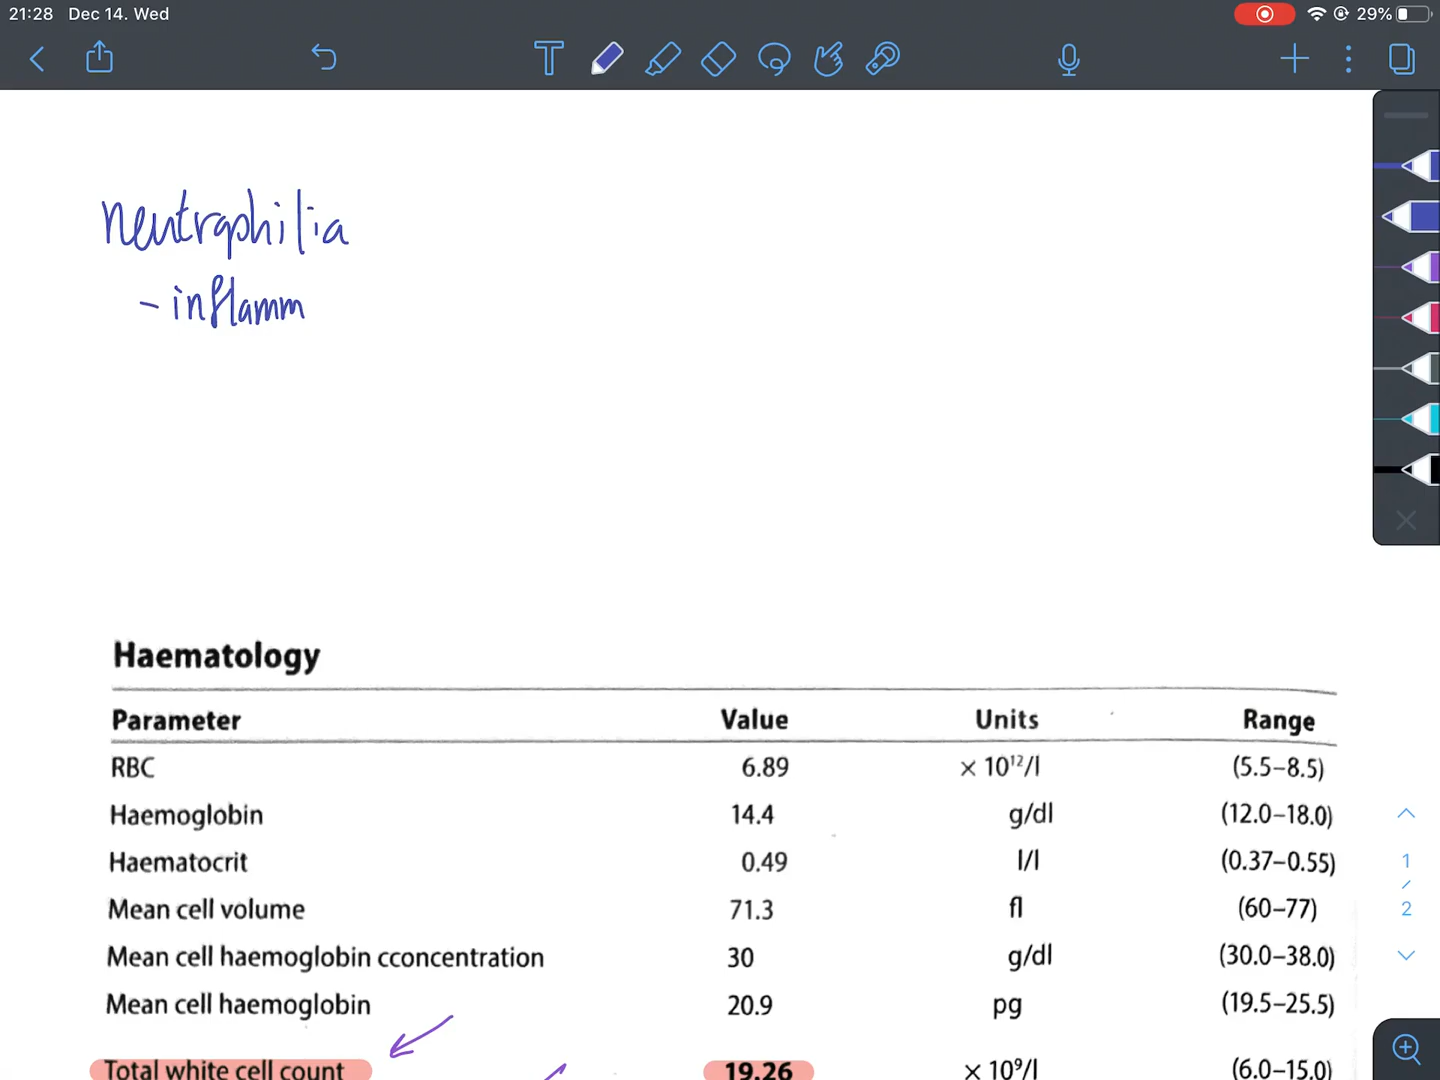 21:28 Dec 14. Wed 29%
neutrophilia
- inflamm
Haematology
Parameter Value Units Range
RBC 6.89 × 10¹²/l (5.5–8.5)
Haemoglobin 14.4 g/dl (12.0–18.0)
Haematocrit 0.49 l/l (0.37–0.55)
Mean cell volume 71.3 fl (60–77)
Mean cell haemoglobin cconcentration 30 g/dl (30.0–38.0)
Mean cell haemoglobin 20.9 pg (19.5–25.5)
Total white cell count 19.26 × 10⁹/l (6.0–15.0)
1
/
2